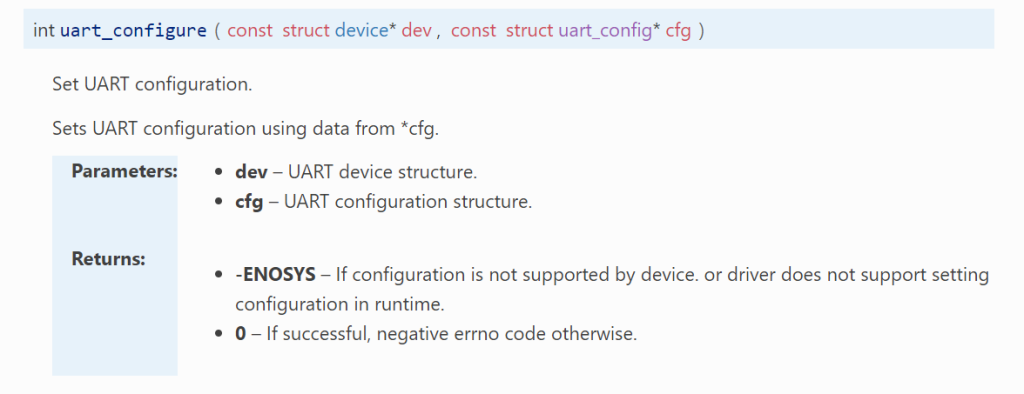 int uart_configure ( const struct device* dev , const struct uart_config* cfg )
Set UART configuration.
Sets UART configuration using data from *cfg.
Parameters:
• dev – UART device structure.
• cfg – UART configuration structure.
Returns:
• -ENOSYS – If configuration is not supported by device. or driver does not support setting
configuration in runtime.
• 0 – If successful, negative errno code otherwise.